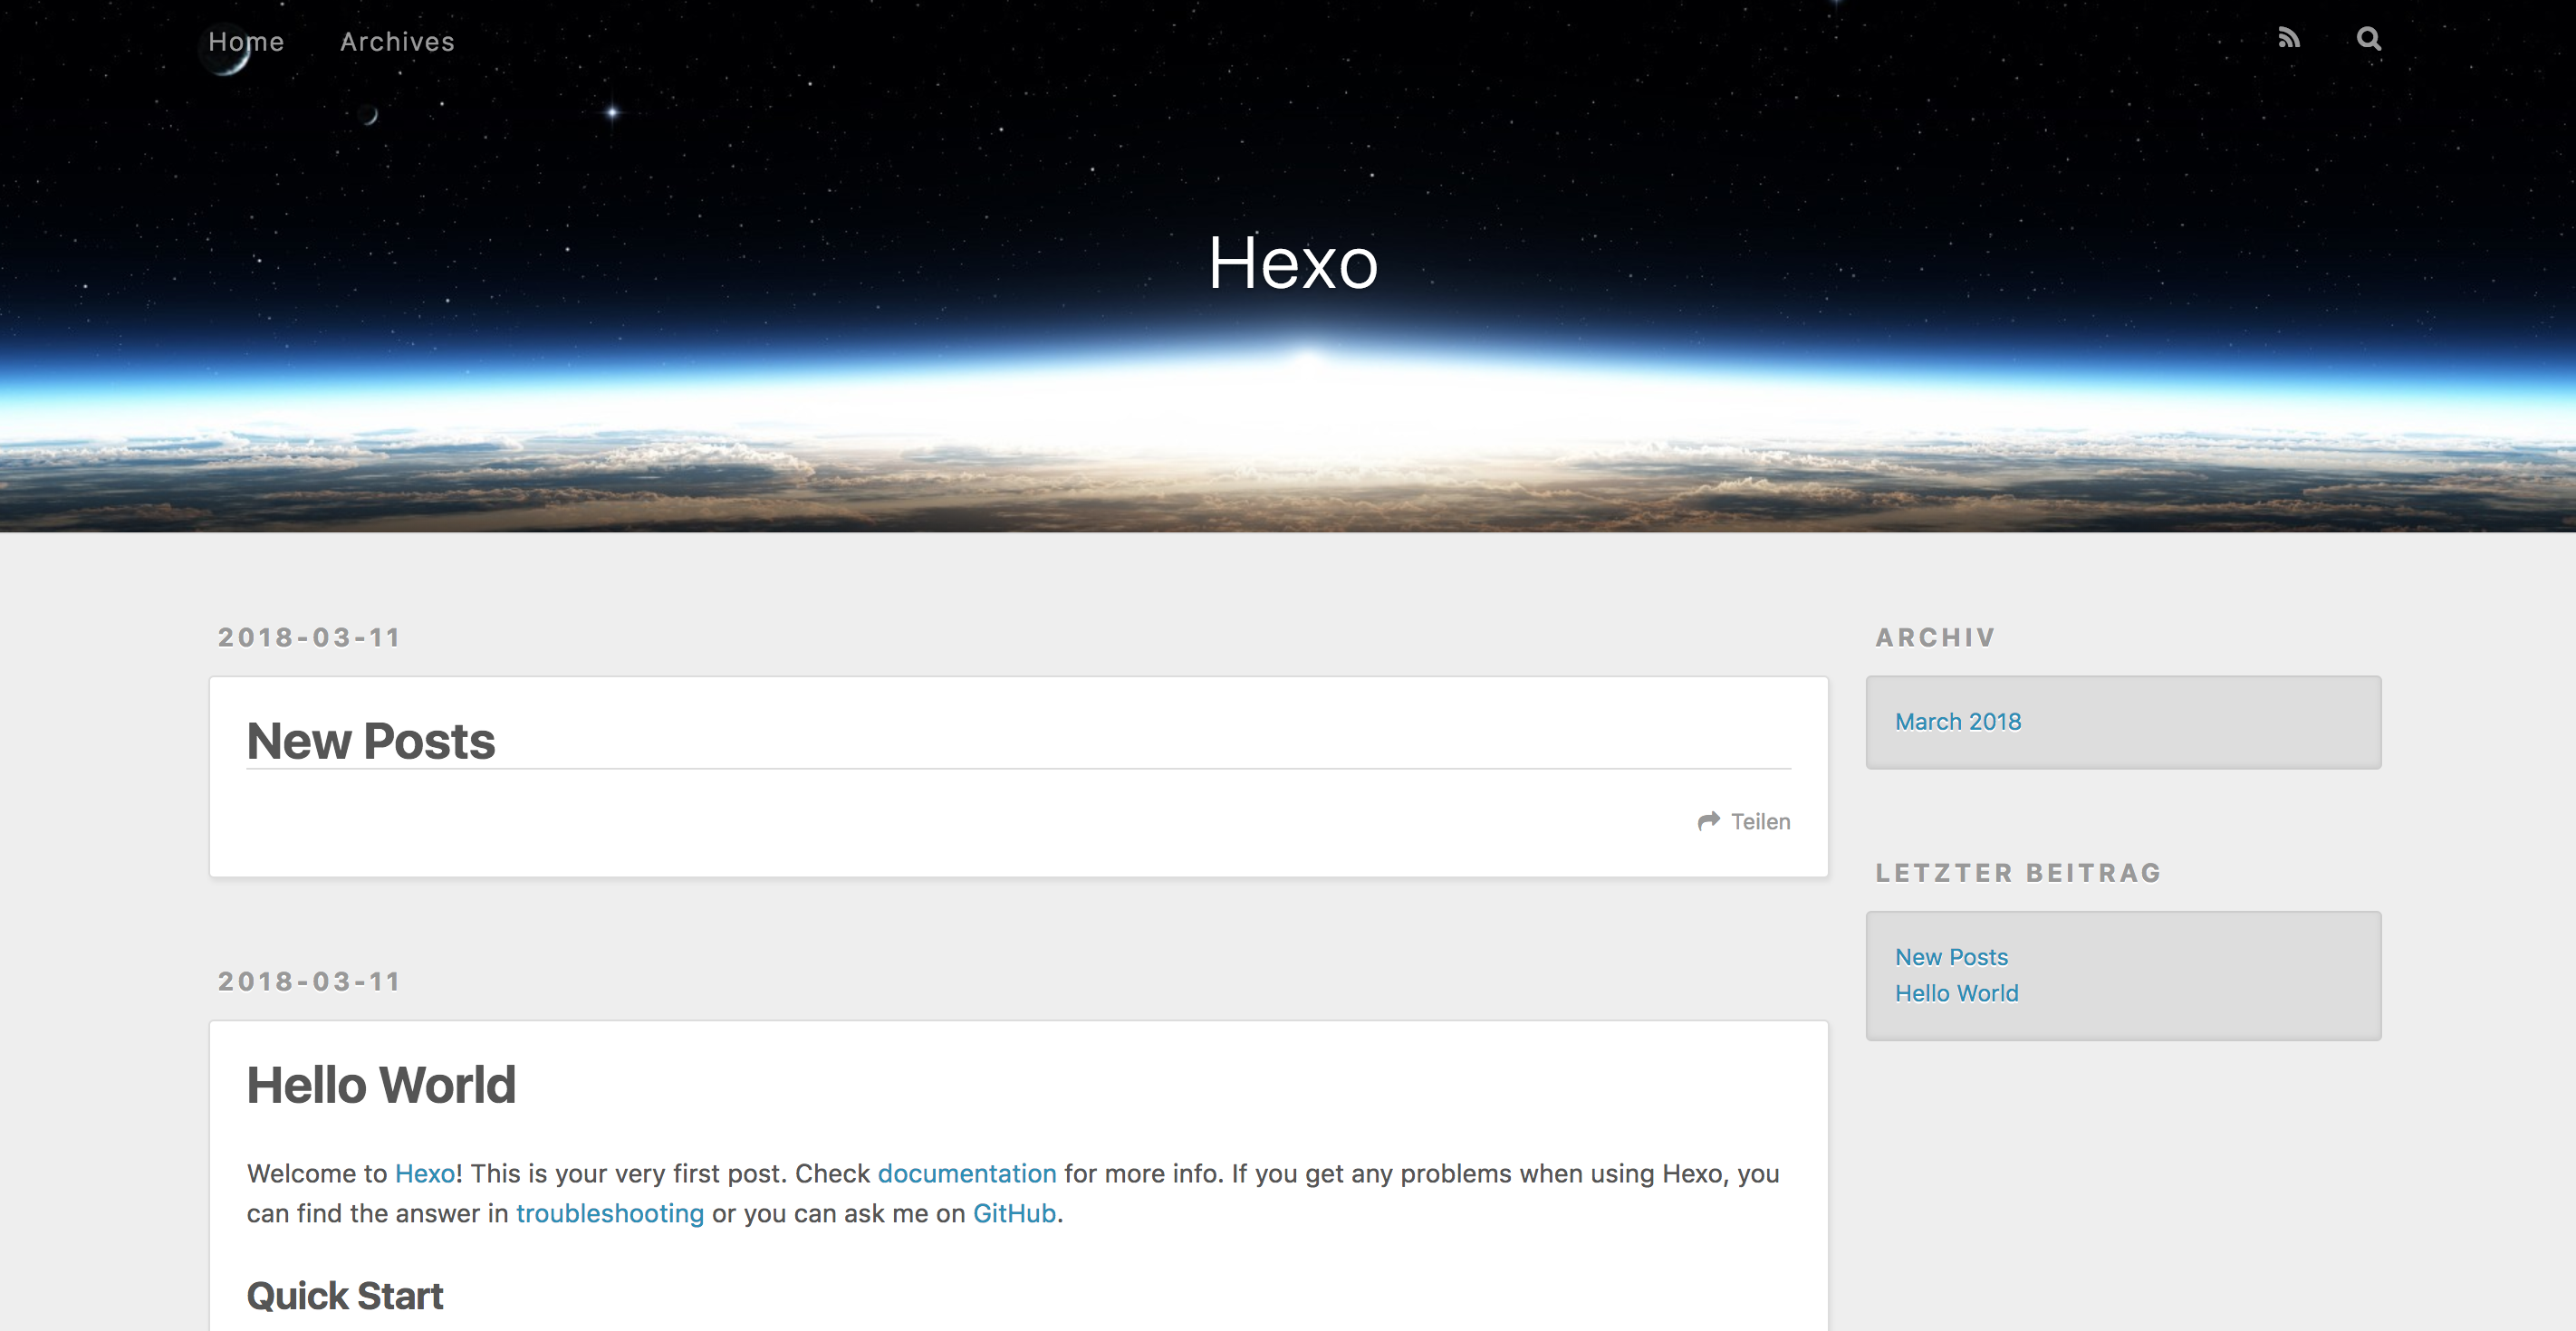 Home
Archives
Hexo
2018-03-11
New Posts
Teilen
2018-03-11
Hello World
Welcome to Hexo! This is your very first post. Check documentation for more info. If you get any problems when using Hexo, you
can find the answer in troubleshooting or you can ask me on GitHub.
Quick Start
ARCHIV
March 2018
LETZTER BEITRAG
New Posts
Hello World